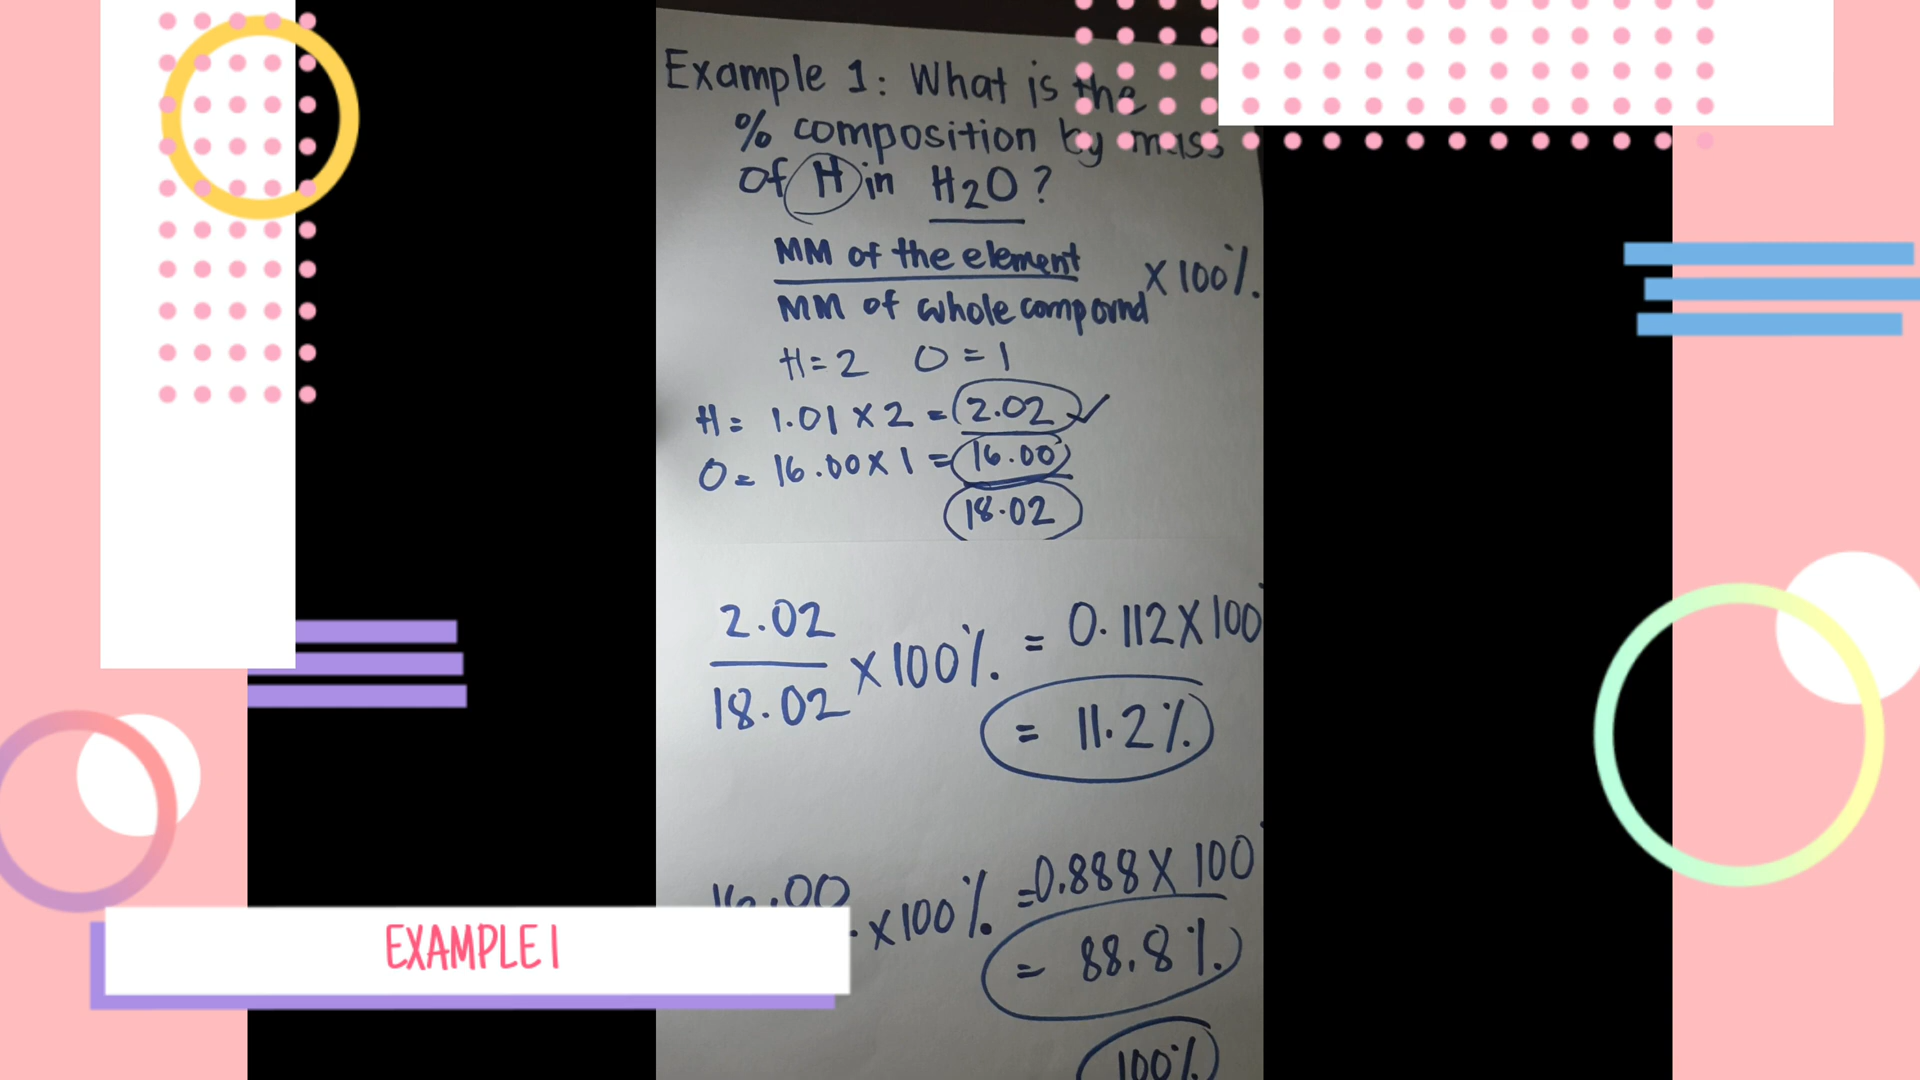 Example 1: What is the
% composition by mass
of H in H2O?
MM of the element
MM of whole compound
X 100%.
H = 2 O = 1
H = 1.01 X 2 = 2.02 ✓
O = 16.00 X 1 = 16.00
18.02
2.02
18.02
X 100% = 0.112 X 100
= 11.2%
16.00
X 100% = 0.888 X 100
= 88.8%
100%
EXAMPLE 1